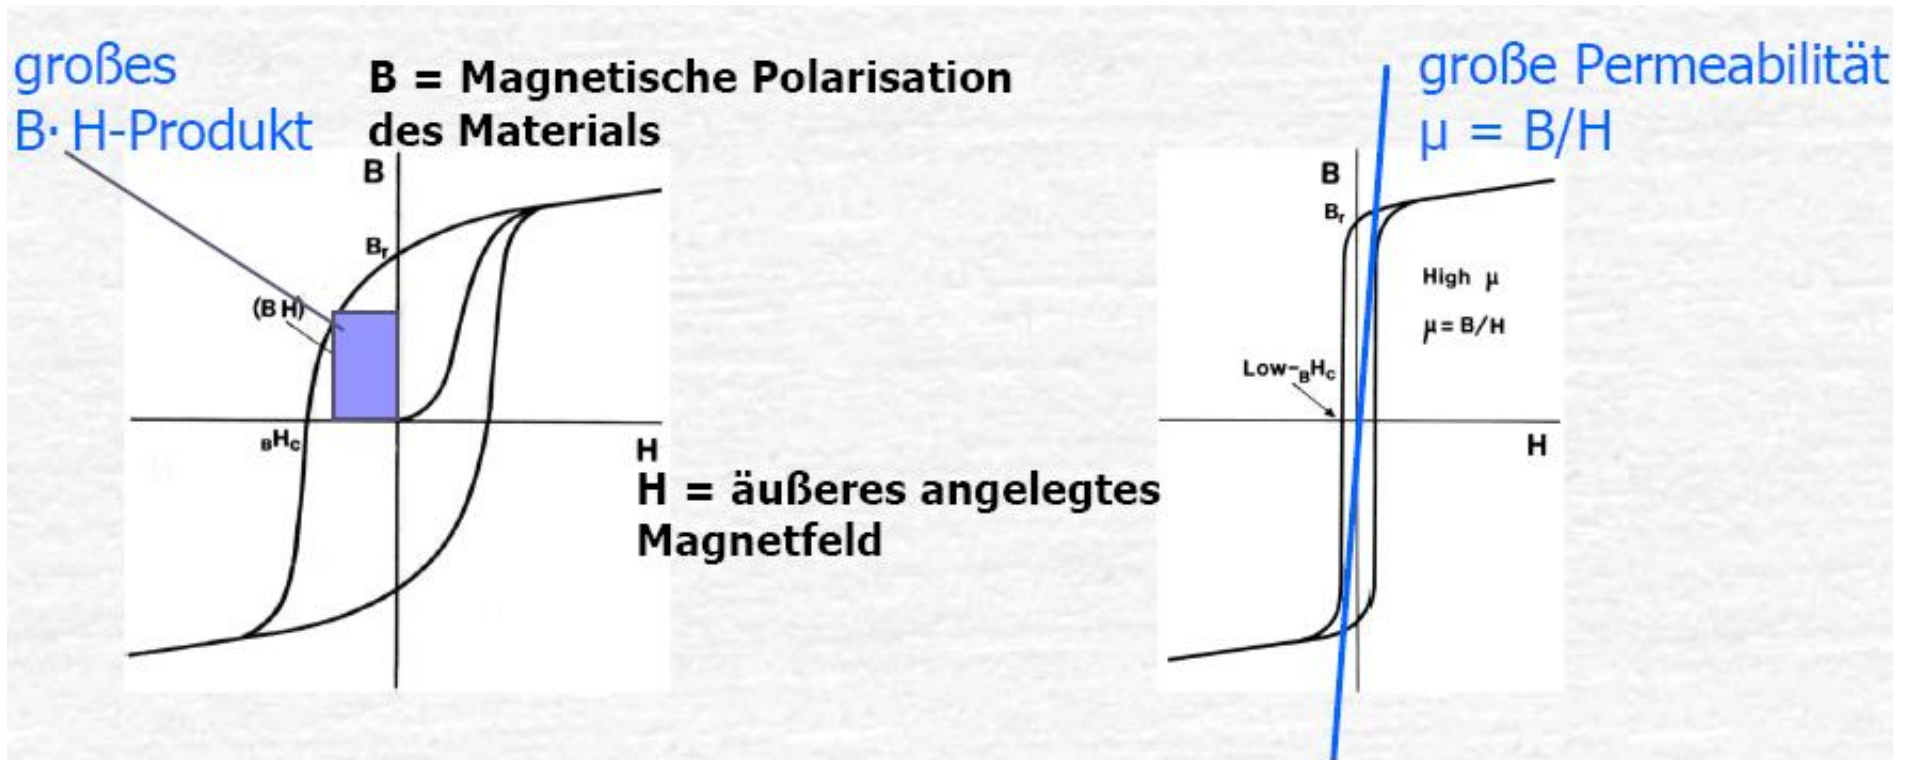 großes
B· H-Produkt
B = Magnetische Polarisation
des Materials
B
Br
(B H)
BHc
H
H = äußeres angelegtes
Magnetfeld
große Permeabilität
μ = B/H
B
Br
High μ
μ = B/H
Low-BHc
H